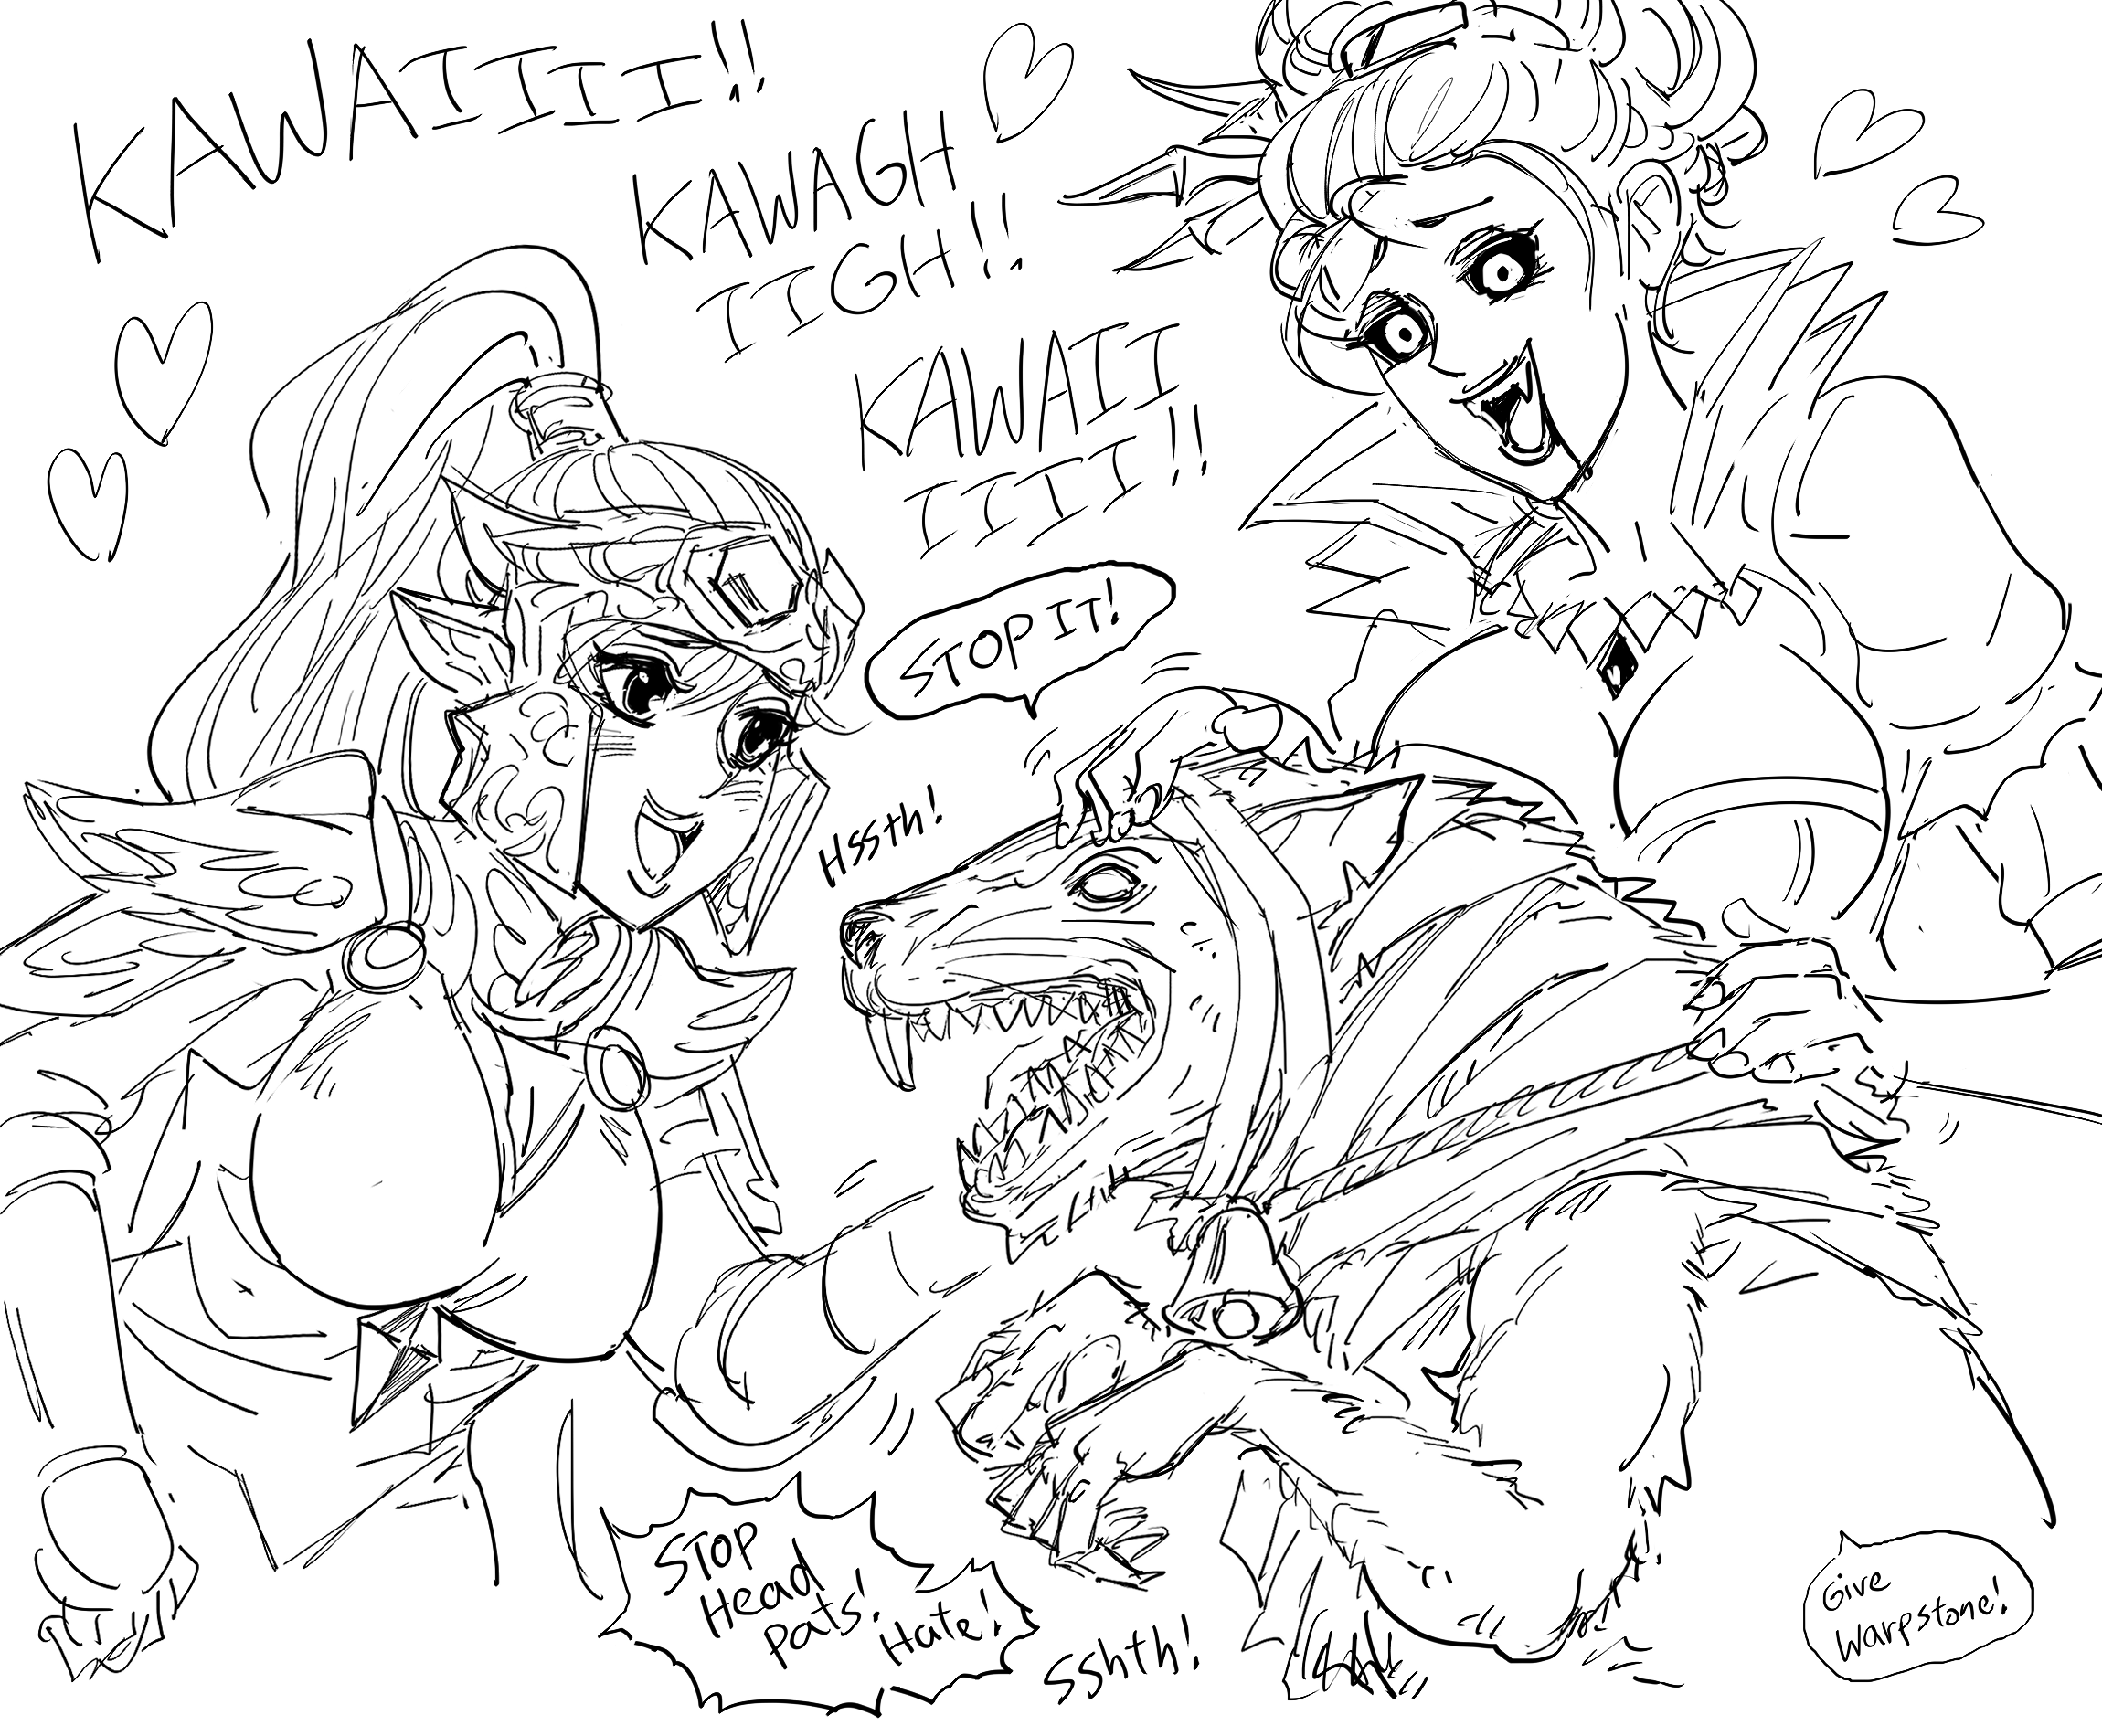 KAWAIIII!!
KAWAGH
IIGH!!
KAWAII
IIII!!
STOP IT!
Hssth!
STOP
Head
pats!
Hate!
Sshth!
Give
Warpstone!